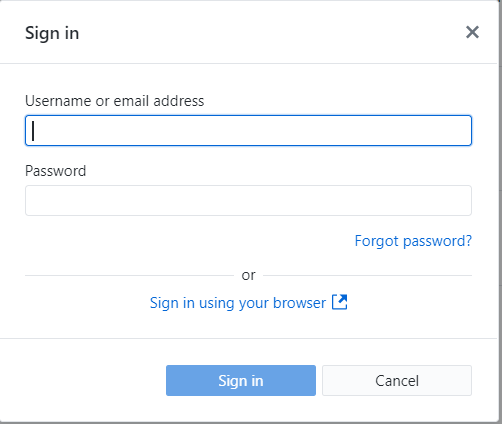 Sign in
Username or email address
Password
Forgot password?
or
Sign in using your browser
Sign in Cancel